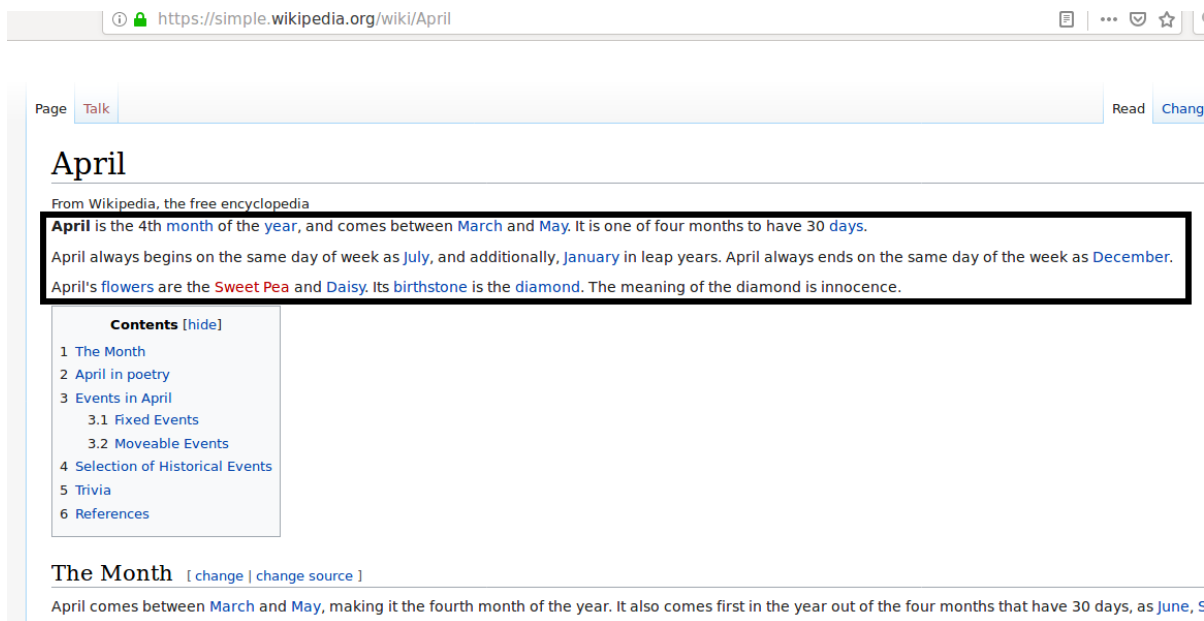 https://simple.wikipedia.org/wiki/April
Page Talk Read Chang
April
From Wikipedia, the free encyclopedia
April is the 4th month of the year, and comes between March and May. It is one of four months to have 30 days.
April always begins on the same day of week as July, and additionally, January in leap years. April always ends on the same day of the week as December.
April's flowers are the Sweet Pea and Daisy. Its birthstone is the diamond. The meaning of the diamond is innocence.
Contents [hide]
1 The Month
2 April in poetry
3 Events in April
3.1 Fixed Events
3.2 Moveable Events
4 Selection of Historical Events
5 Trivia
6 References
The Month [ change | change source ]
April comes between March and May, making it the fourth month of the year. It also comes first in the year out of the four months that have 30 days, as June, S